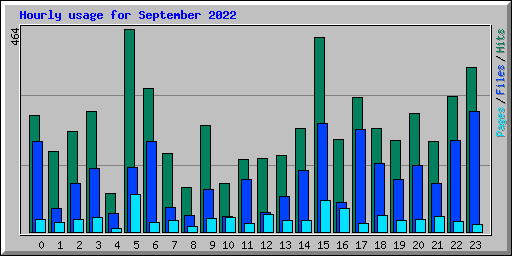 Hourly usage for September 2022
464
Pages/Files/Hits
0 1 2 3 4 5 6 7 8 9 10 11 12 13 14 15 16 17 18 19 20 21 22 23